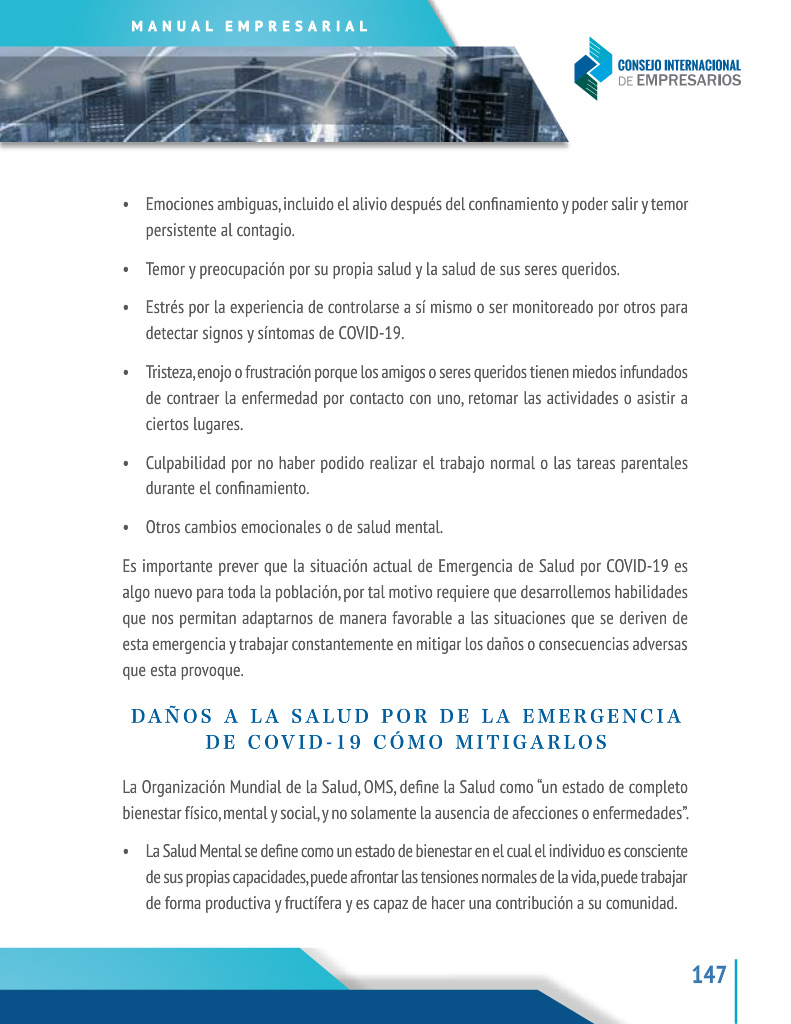 MANUAL EMPRESARIAL
CONSEJO INTERNACIONAL
DE EMPRESARIOS
• Emociones ambiguas, incluido el alivio después del confinamiento y poder salir y temor
persistente al contagio.
• Temor y preocupación por su propia salud y la salud de sus seres queridos.
• Estrés por la experiencia de controlarse a sí mismo o ser monitoreado por otros para
detectar signos y síntomas de COVID-19.
• Tristeza, enojo o frustración porque los amigos o seres queridos tienen miedos infundados
de contraer la enfermedad por contacto con uno, retomar las actividades o asistir a
ciertos lugares.
• Culpabilidad por no haber podido realizar el trabajo normal o las tareas parentales
durante el confinamiento.
• Otros cambios emocionales o de salud mental.
Es importante prever que la situación actual de Emergencia de Salud por COVID-19 es
algo nuevo para toda la población, por tal motivo requiere que desarrollemos habilidades
que nos permitan adaptarnos de manera favorable a las situaciones que se deriven de
esta emergencia y trabajar constantemente en mitigar los daños o consecuencias adversas
que esta provoque.
DAÑOS A LA SALUD POR DE LA EMERGENCIA
DE COVID-19 CÓMO MITIGARLOS
La Organización Mundial de la Salud, OMS, define la Salud como “un estado de completo
bienestar físico, mental y social, y no solamente la ausencia de afecciones o enfermedades”.
• La Salud Mental se define como un estado de bienestar en el cual el individuo es consciente
de sus propias capacidades, puede afrontar las tensiones normales de la vida, puede trabajar
de forma productiva y fructífera y es capaz de hacer una contribución a su comunidad.
147